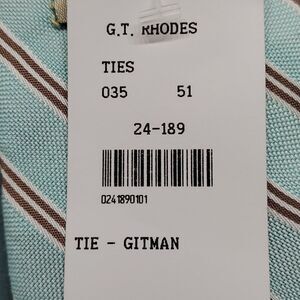 G.T. RHODES
TIES
035 51
24-189
0241890101
TIE - GITMAN